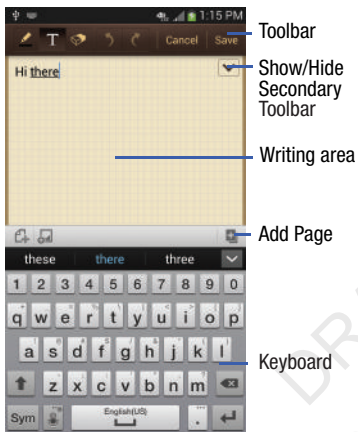 1:15 PM
T Cancel Save
Toolbar
Hi there
Show/Hide
Secondary
Toolbar
Writing area
Add Page
these there three
1 2 3 4 5 6 7 8 9 0
q w e r t y u i o p
a s d f g h j k l
Keyboard
z x c v b n m
Sym English(US) .
DR